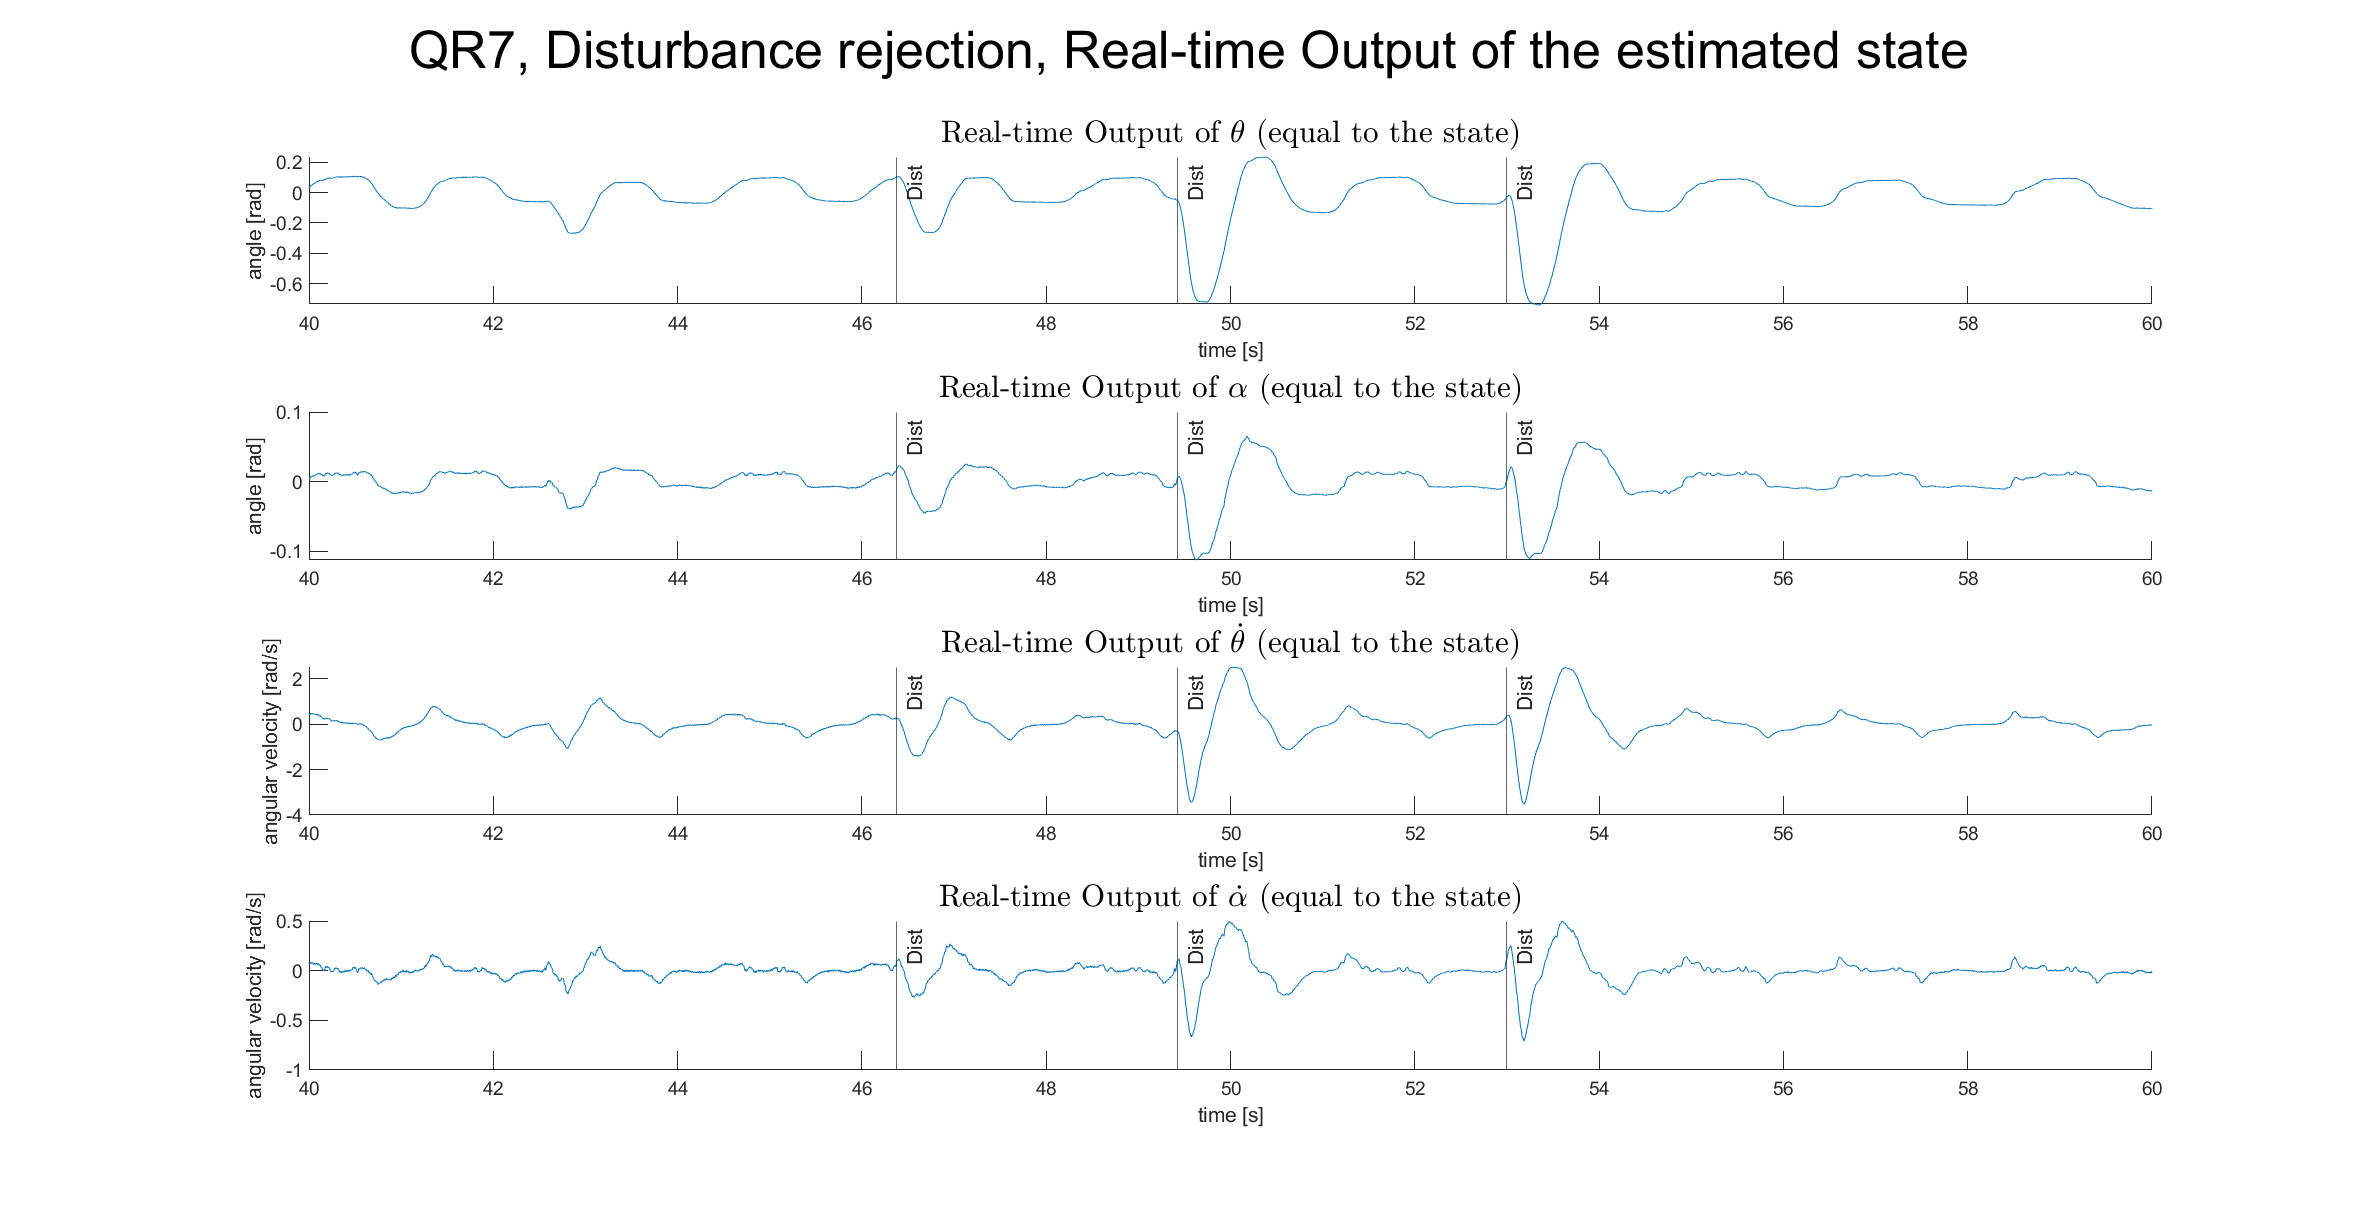 QR7, Disturbance rejection, Real-time Output of the estimated state
Real-time Output of θ (equal to the state)
angle [rad]
0.2
0
-0.2
-0.4
-0.6
Dist
Dist
Dist
40 42 44 46 48 50 52 54 56 58 60
time [s]
Real-time Output of α (equal to the state)
angle [rad]
0.1
0
-0.1
Dist
Dist
Dist
40 42 44 46 48 50 52 54 56 58 60
time [s]
Real-time Output of θ̇ (equal to the state)
angular velocity [rad/s]
2
0
-2
-4
Dist
Dist
Dist
40 42 44 46 48 50 52 54 56 58 60
time [s]
Real-time Output of α̇ (equal to the state)
angular velocity [rad/s]
0.5
0
-0.5
-1
Dist
Dist
Dist
40 42 44 46 48 50 52 54 56 58 60
time [s]